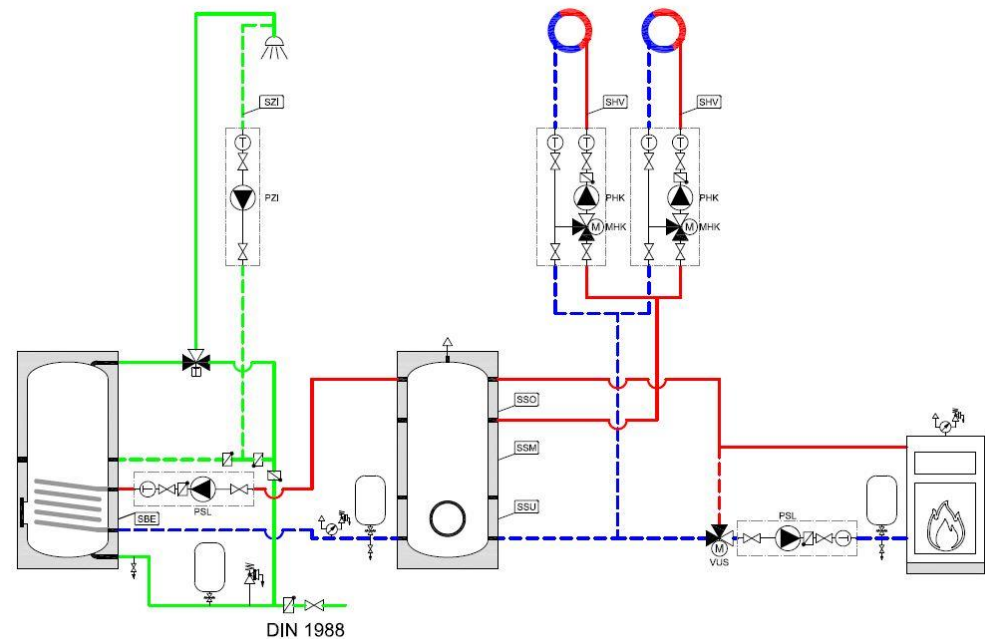 SZI
SHV
SHV
T
T
T
T
T
PZI
PHK
PHK
M
MHK
M
MHK
SSO
SSM
SSU
PSL
SBE
PSL
M
VUS
DIN 1988